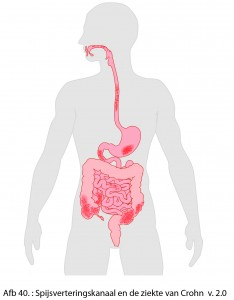 Afb 40. : Spijsverteringskanaal en de ziekte van Crohn v. 2.0